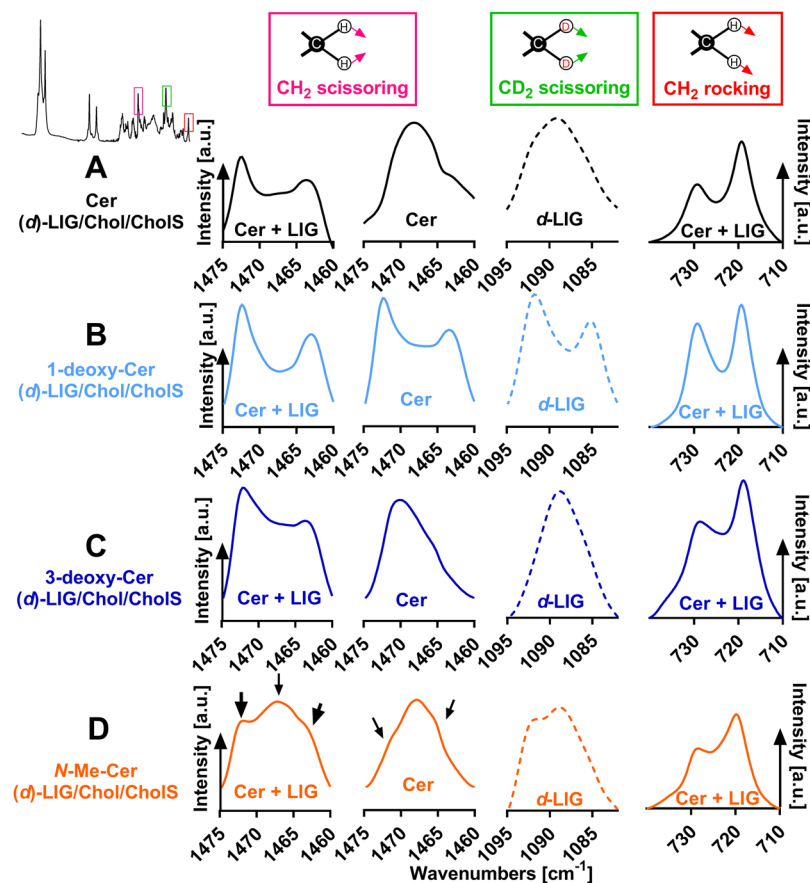 H H
C
CH2 scissoring
D D
C
CD2 scissoring
H H
C
CH2 rocking
A
Cer
(d)-LIG/Chol/CholS
Intensity [a.u.]
Cer + LIG
Cer
d-LIG
Cer + LIG
Intensity [a.u.]
1475 1470 1465 1460
1475 1470 1465 1460
1095 1090 1085
730 720 710
B
1-deoxy-Cer
(d)-LIG/Chol/CholS
Intensity [a.u.]
Cer + LIG
Cer
d-LIG
Cer + LIG
Intensity [a.u.]
1475 1470 1465 1460
1475 1470 1465 1460
1095 1090 1085
730 720 710
C
3-deoxy-Cer
(d)-LIG/Chol/CholS
Intensity [a.u.]
Cer + LIG
Cer
d-LIG
Cer + LIG
Intensity [a.u.]
1475 1470 1465 1460
1475 1470 1465 1460
1095 1090 1085
730 720 710
D
N-Me-Cer
(d)-LIG/Chol/CholS
Intensity [a.u.]
Cer + LIG
Cer
d-LIG
Cer + LIG
Intensity [a.u.]
1475 1470 1465 1460
1475 1470 1465 1460
1095 1090 1085
730 720 710
Wavenumbers [cm⁻¹]